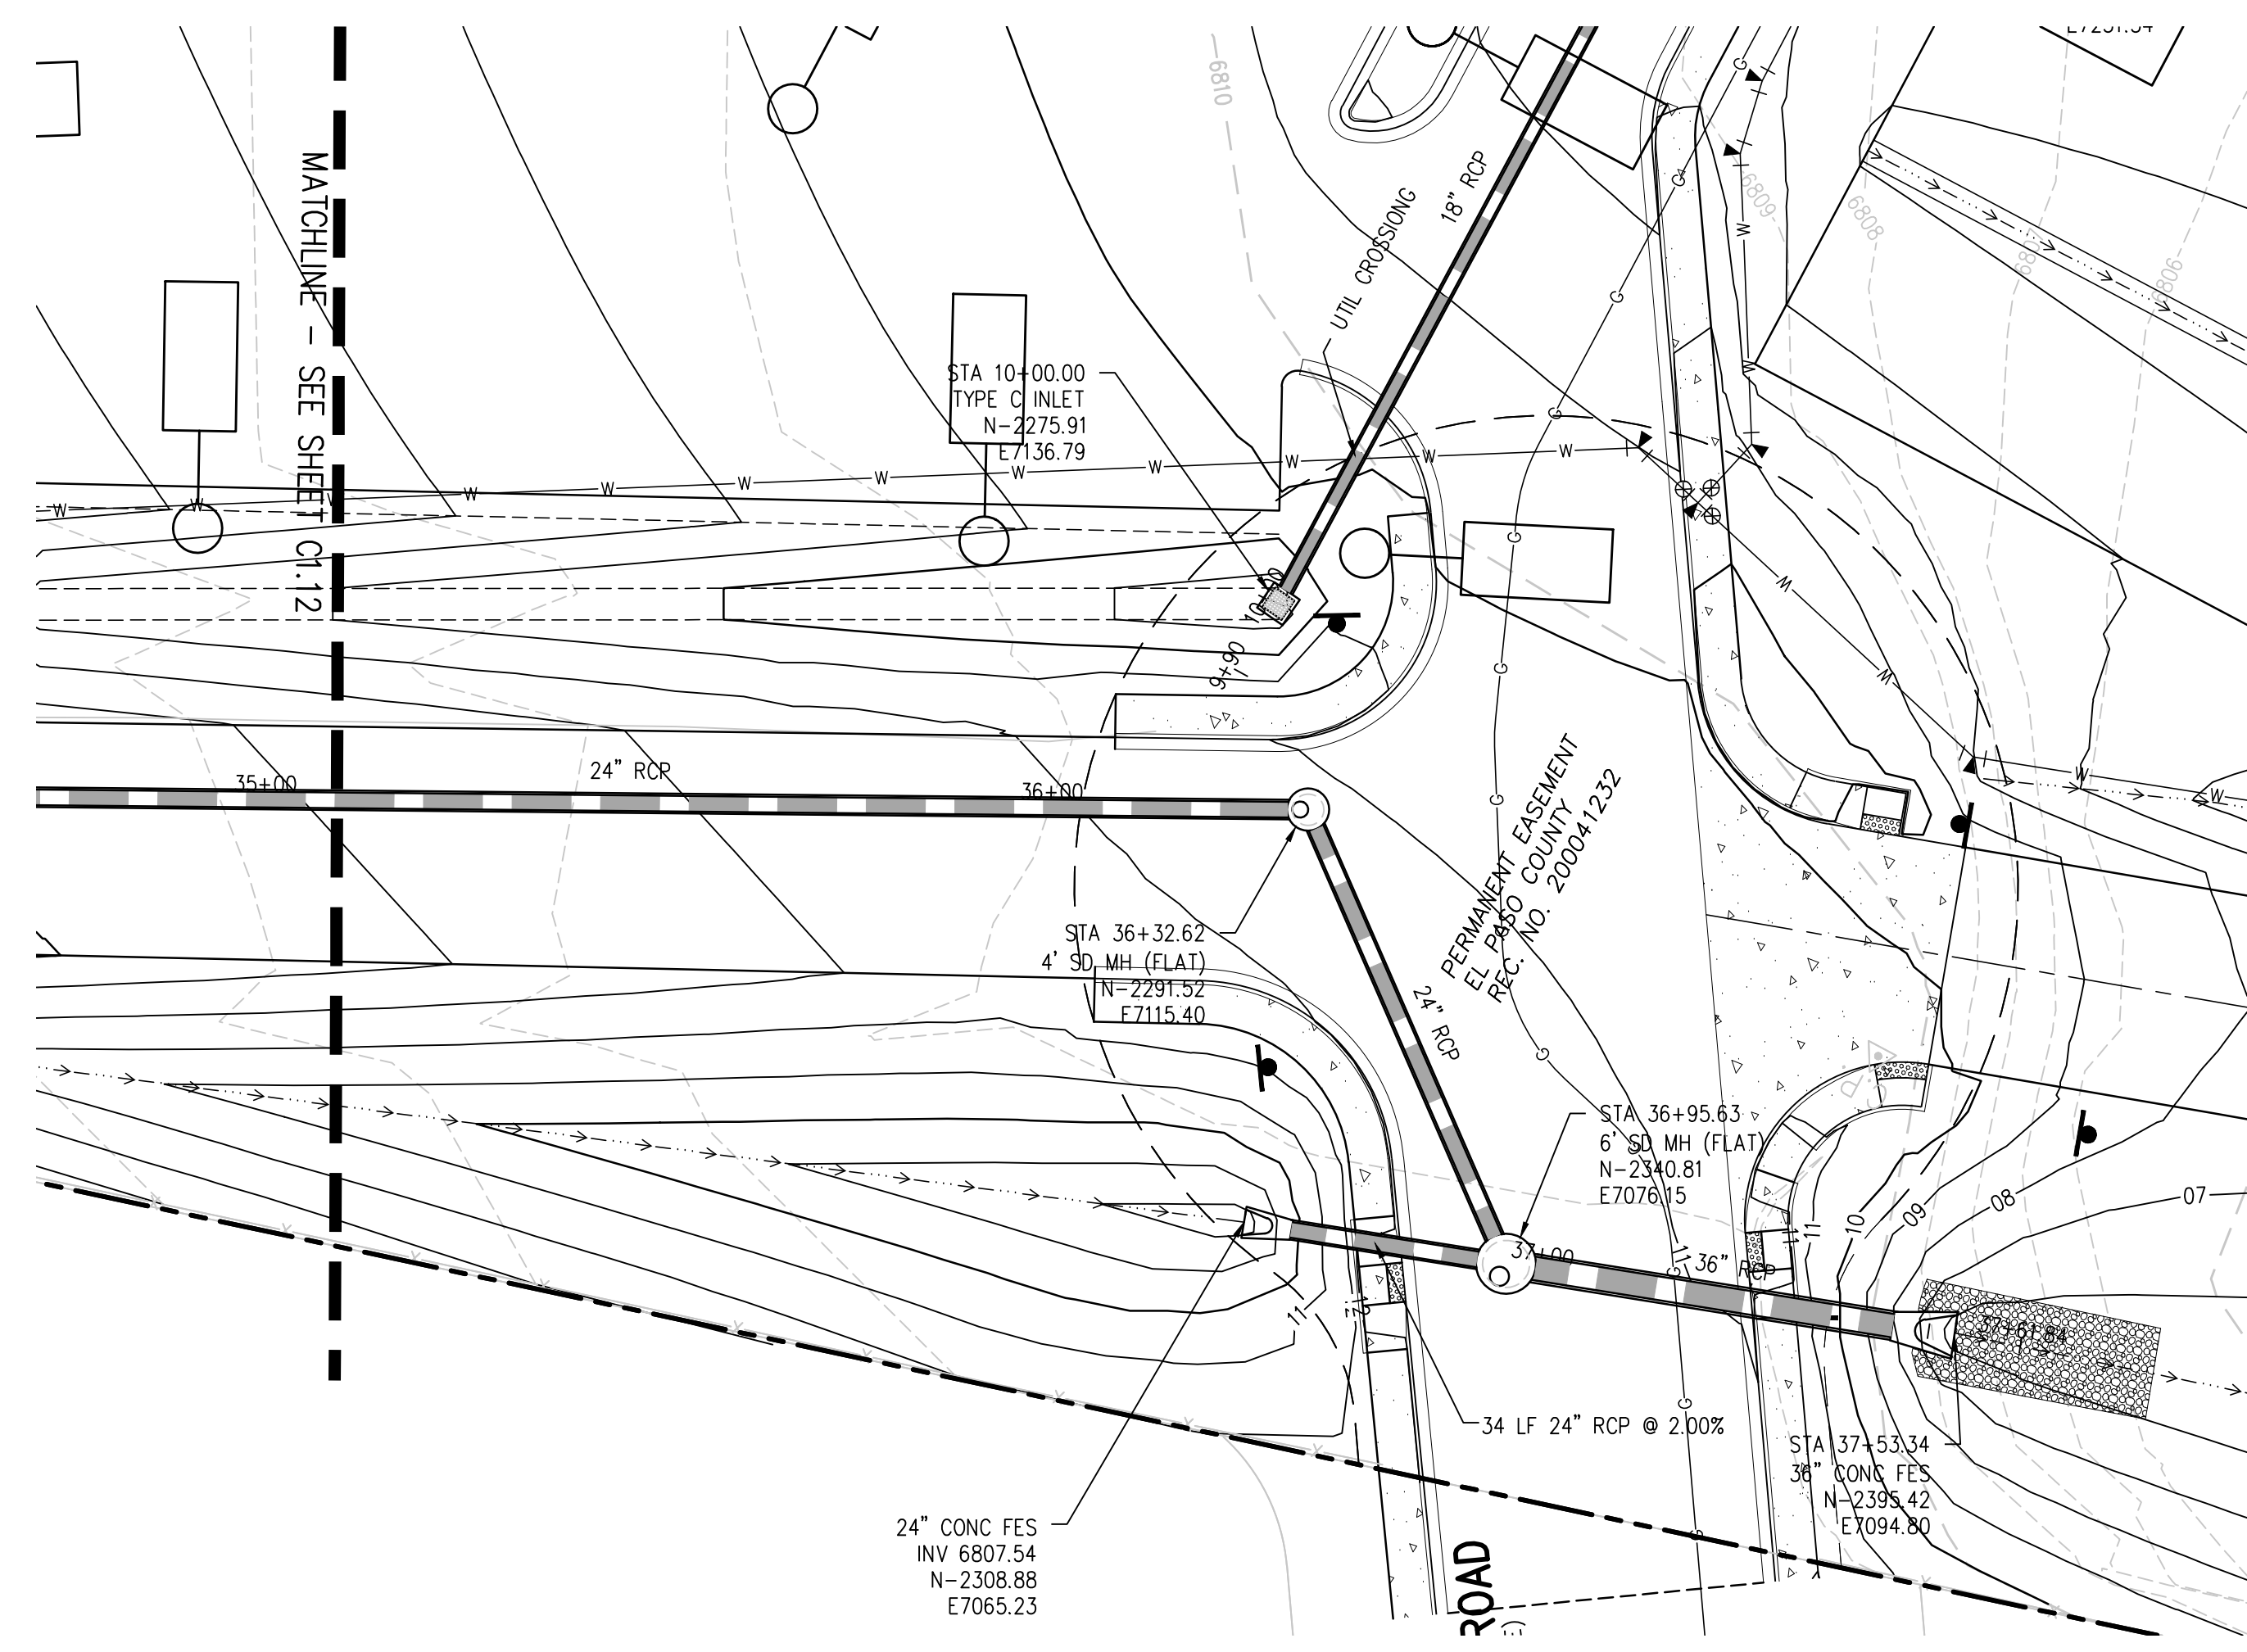 E7251.54
6810
MATCHLINE - SEE SHEET C1.12
18" RCP
UTIL CROSSIONG
6809
6808
6807
6806
STA 10+00.00
TYPE C INLET
N-2275.91
E7136.79
9+90
35+00
24" RCP
36+00
PERMANENT EASEMENT
EL PASO COUNTY
REC. NO. 200041232
STA 36+32.62
4' SD MH (FLAT)
N-2291.52
E7115.40
24" RCP
STA 36+95.63
6' SD MH (FLAT)
N-2340.81
E7076.15
37+00
36" RCP
11
11
11
10
09
08
07
11
12
37+61.84
34 LF 24" RCP @ 2.00%
STA 37+53.34
36" CONC FES
N-2395.42
E7094.80
24" CONC FES
INV 6807.54
N-2308.88
E7065.23
ROAD
W W W W W W W W W W W W W W W W W W
G G G G G G G G G G G G